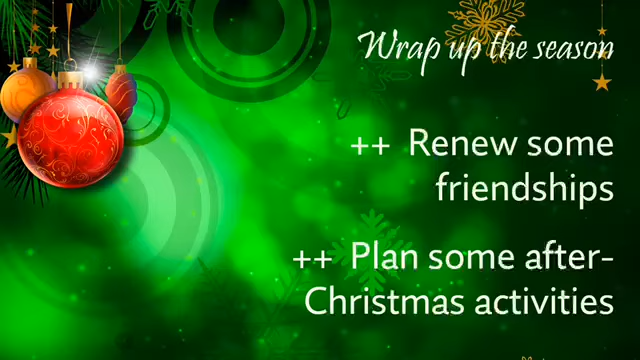 Wrap up the season
++ Renew some
friendships
++ Plan some after-
Christmas activities